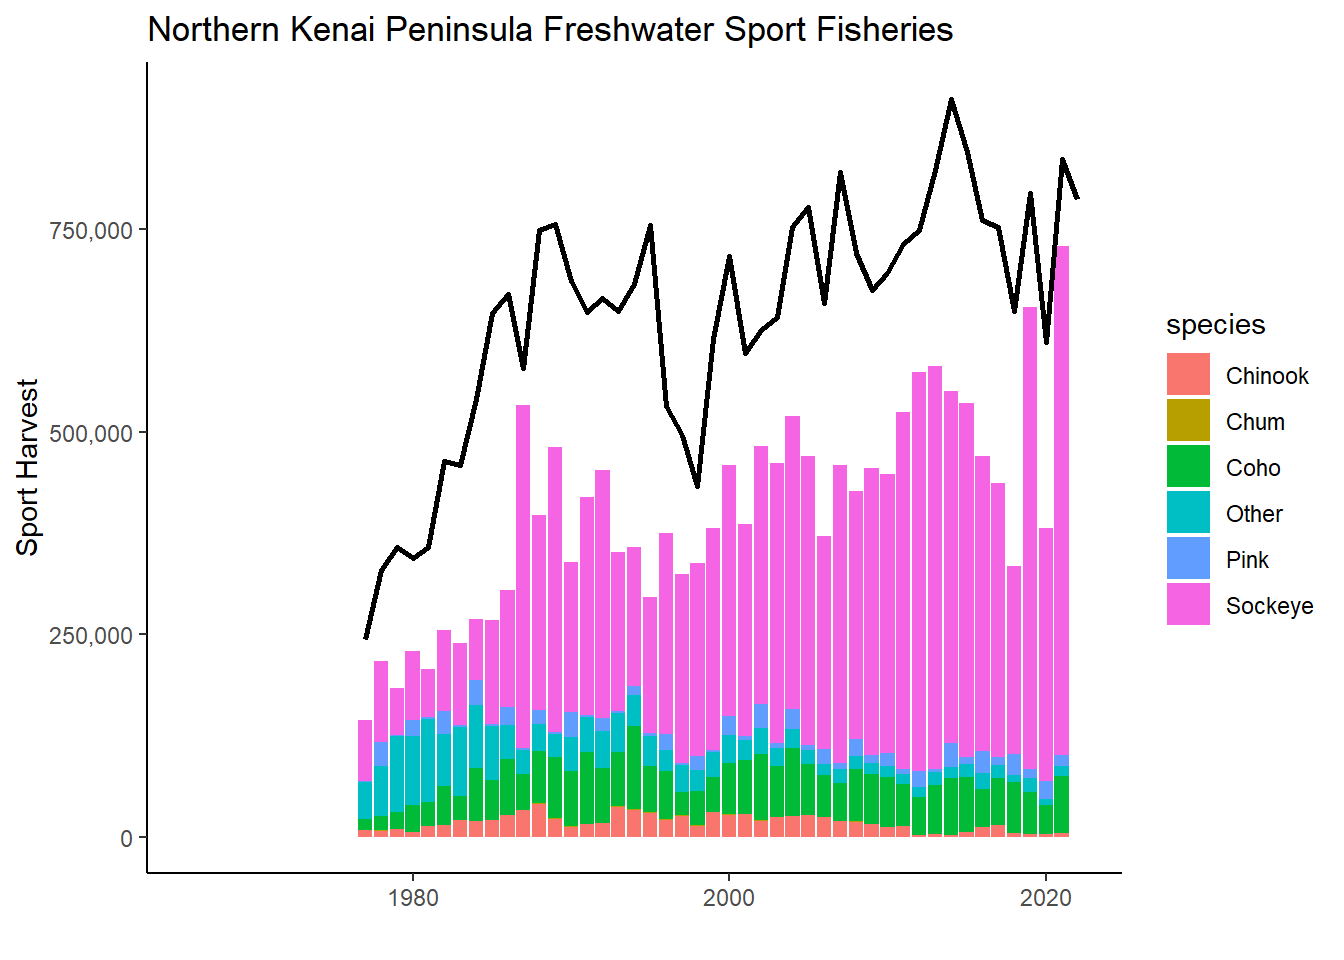 Northern Kenai Peninsula Freshwater Sport Fisheries
Sport Harvest
750,000
500,000
250,000
0
1980
2000
2020
species
Chinook
Chum
Coho
Other
Pink
Sockeye